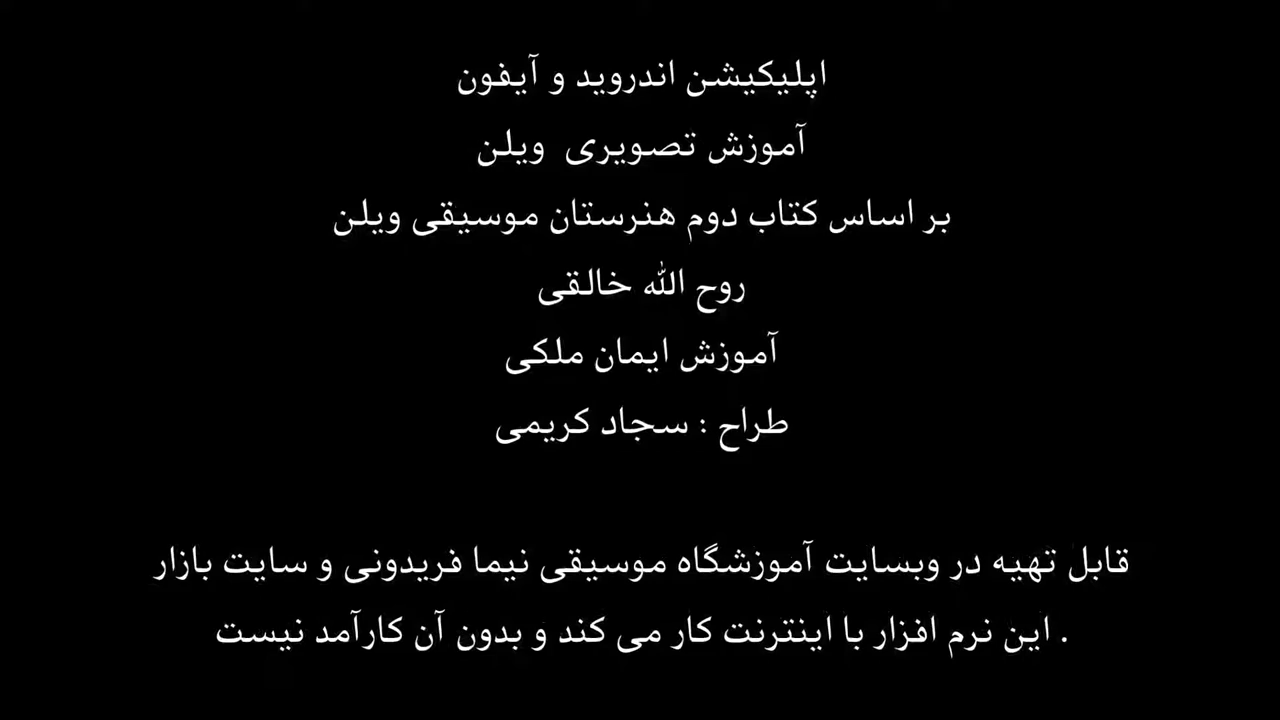 اپلیکیشن اندروید و آیفون
آموزش تصویری ویلن
بر اساس کتاب دوم هنرستان موسیقی ویلن
روح الله خالقی
آموزش ایمان ملکی
طراح : سجاد کریمی
قابل تهیه در وبسایت آموزشگاه موسیقی نیما فریدونی و سایت بازار
. این نرم افزار با اینترنت کار می کند و بدون آن کارآمد نیست